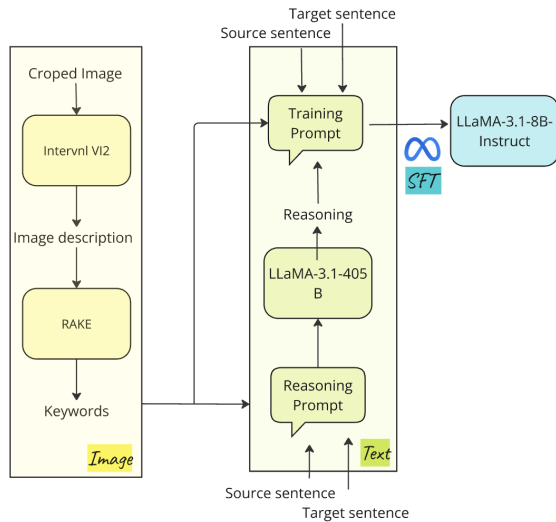 Croped Image
Intervnl VI2
Image description
RAKE
Keywords
Image
Target sentence
Source sentence
Training
Prompt
Reasoning
LLaMA-3.1-405
B
Reasoning
Prompt
Text
Source sentence
Target sentence
LLaMA-3.1-8B-
Instruct
SFT